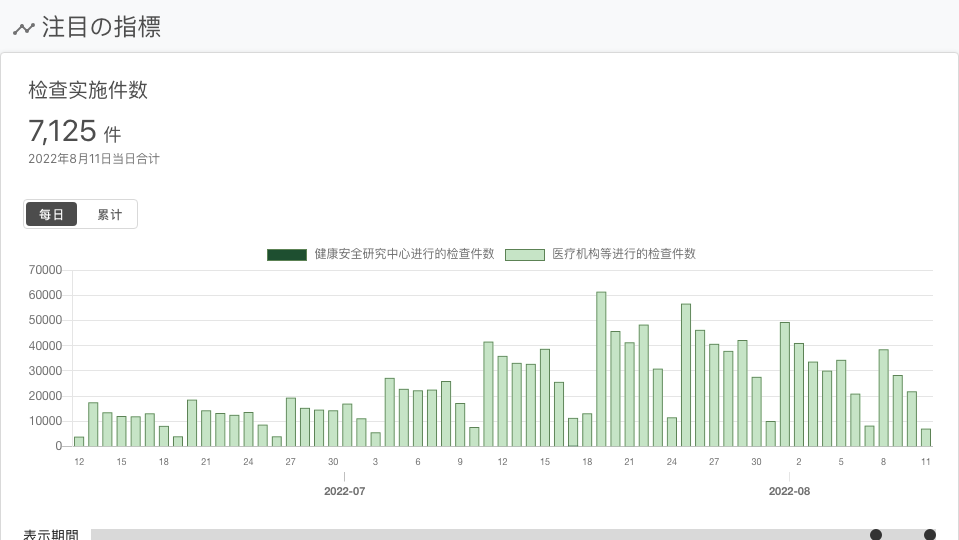 注目の指標
检查实施件数
7,125 件
2022年8月11日当日合计
每日 累计
健康安全研究中心进行的检查件数 医疗机构等进行的检查件数
70000
60000
50000
40000
30000
20000
10000
0
12 15 18 21 24 27 30 3 6 9 12 15 18 21 24 27 30 2 5 8 11
2022-07 2022-08
表示期間